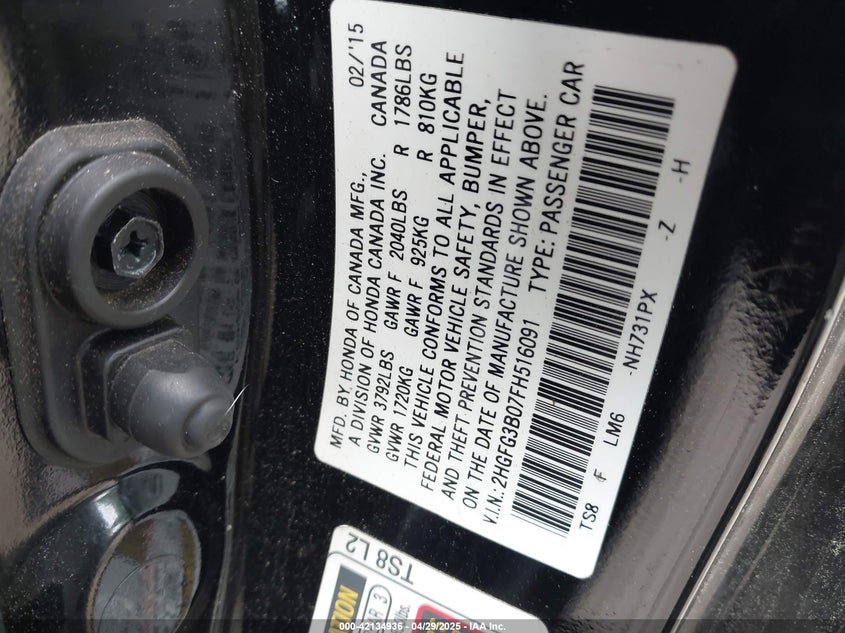 MFD. BY HONDA OF CANADA MFG., 02/'15
A DIVISION OF HONDA CANADA INC. CANADA
GVWR 3792LBS GAWR F 2040LBS R 1786LBS
GVWR 1720KG GAWR F 925KG R 810KG
THIS VEHICLE CONFORMS TO ALL APPLICABLE
FEDERAL MOTOR VEHICLE SAFETY, BUMPER,
AND THEFT PREVENTION STANDARDS IN EFFECT
ON THE DATE OF MANUFACTURE SHOWN ABOVE.
V.I.N.:2HGFG3B07FH516091 TYPE: PASSENGER CAR
TS8 F LM6 -NH731PX -Z -H
TS8 L2
R 3
lbs.
000-42134936 - 04/29/2025 - IAA Inc.